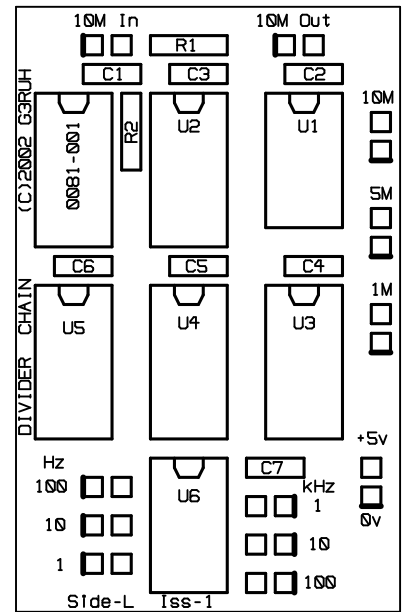 10M In
10M Out
R1
C1
C3
C2
(C)2002 G3RUH
0081-001
R2
U2
U1
10M
5M
1M
C6
C5
C4
DIVIDER CHAIN
U5
U4
U3
+5v
0v
Hz
100
10
1
U6
C7
kHz
1
10
100
Side-L
Iss-1